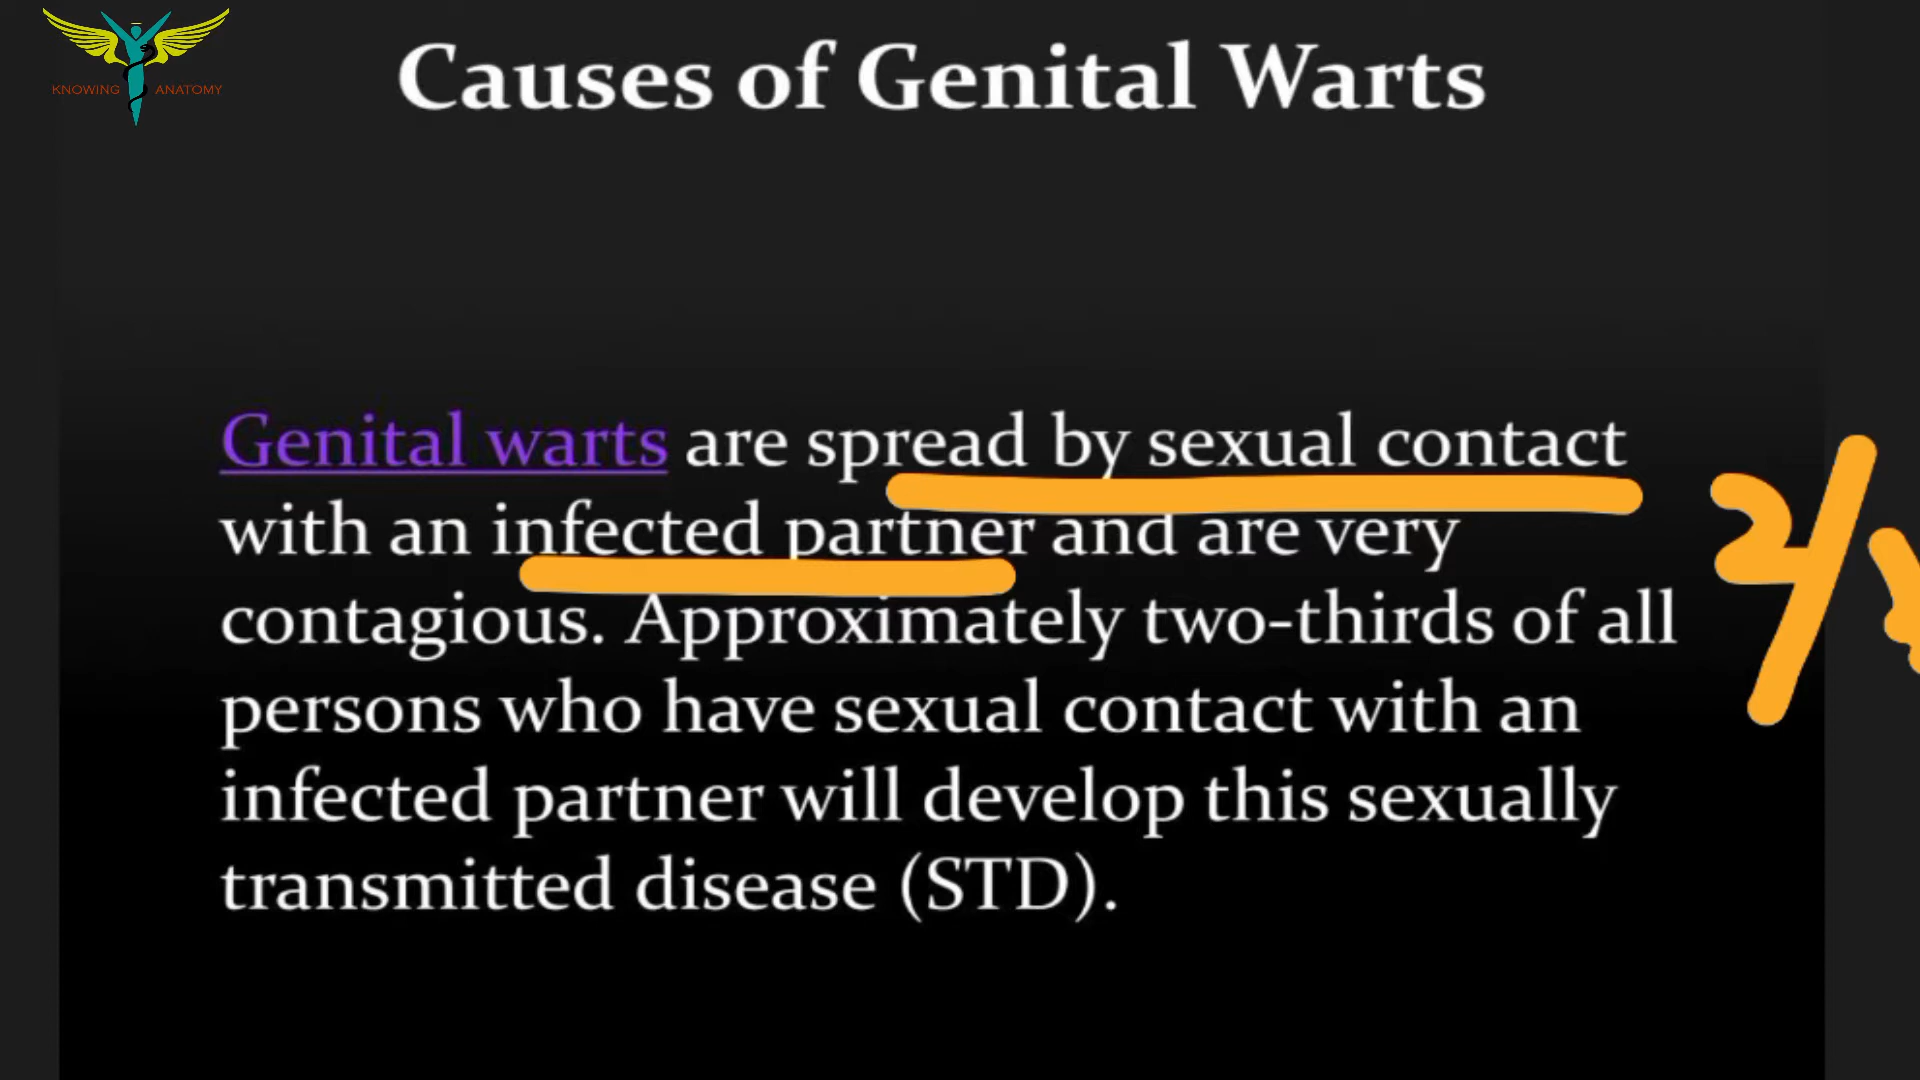 KNOWING ANATOMY
Causes of Genital Warts
Genital warts are spread by sexual contact
with an infected partner and are very
contagious. Approximately two-thirds of all
persons who have sexual contact with an
infected partner will develop this sexually
transmitted disease (STD).
2/